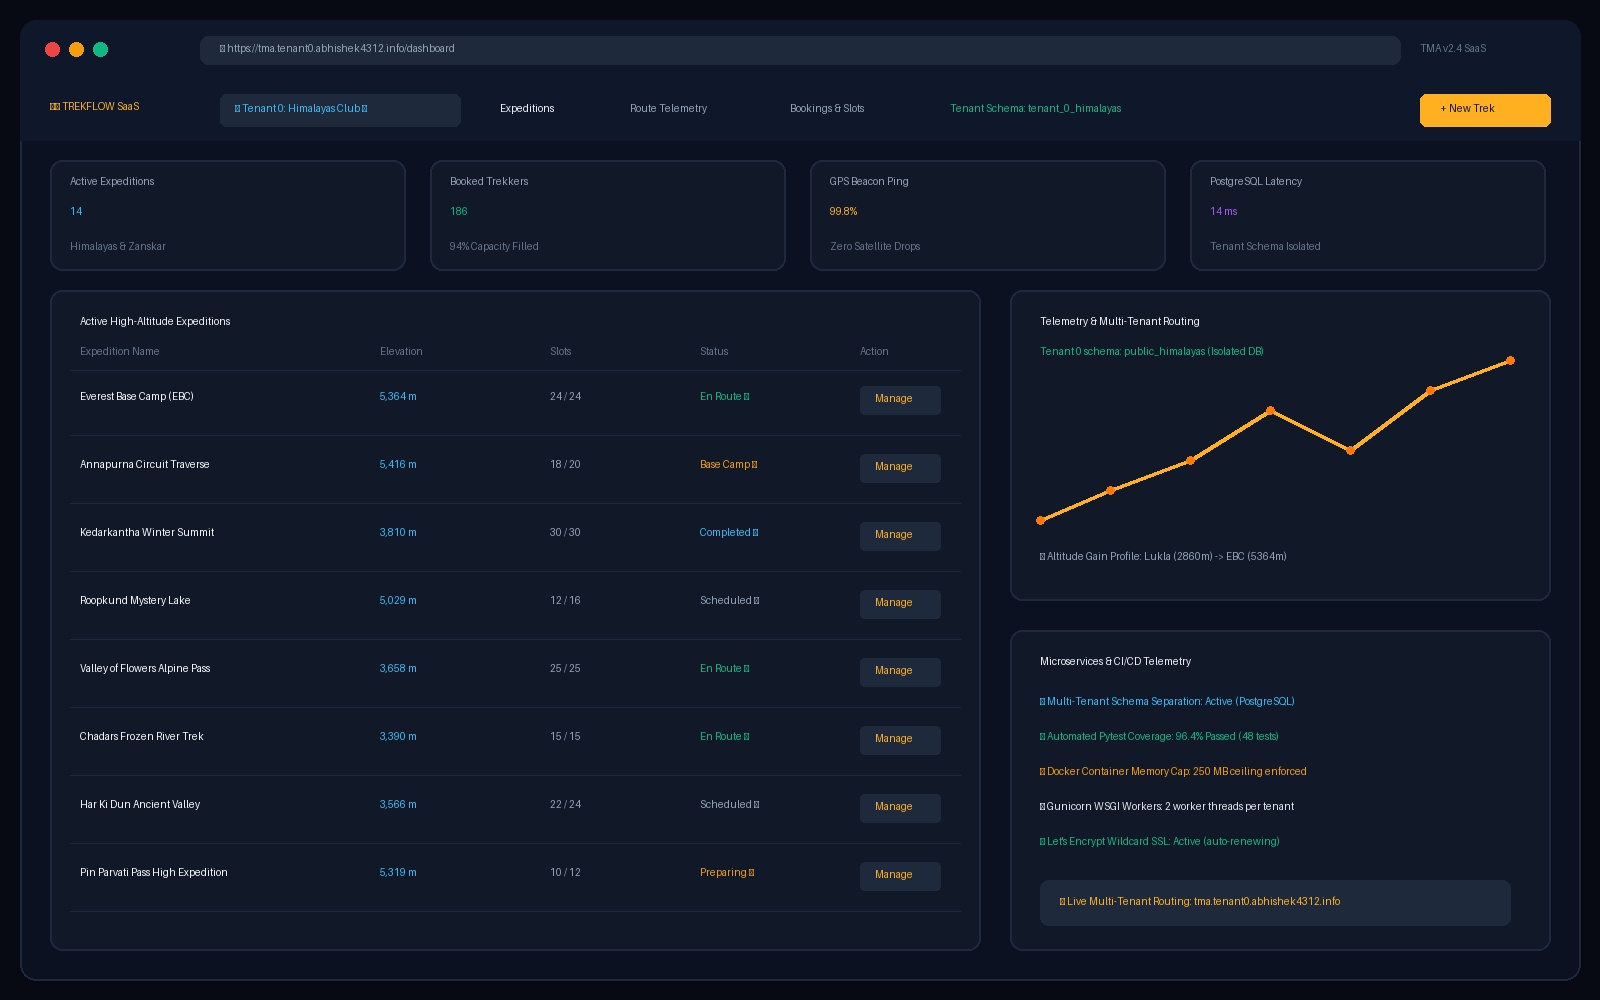 https://tma.tenant0.abhishek4312.info/dashboard
TMA v2.4 SaaS
TREKFLOW SaaS
Tenant 0: Himalayas Club
Expeditions
Route Telemetry
Bookings & Slots
Tenant Schema: tenant_0_himalayas
+ New Trek
Active Expeditions
14
Himalayas & Zanskar
Booked Trekkers
186
94% Capacity Filled
GPS Beacon Ping
99.8%
Zero Satellite Drops
PostgreSQL Latency
14 ms
Tenant Schema Isolated
Active High-Altitude Expeditions
Expedition Name Elevation Slots Status Action
Everest Base Camp (EBC) 5,364 m 24 / 24 En Route Manage
Annapurna Circuit Traverse 5,416 m 18 / 20 Base Camp Manage
Kedarkantha Winter Summit 3,810 m 30 / 30 Completed Manage
Roopkund Mystery Lake 5,029 m 12 / 16 Scheduled Manage
Valley of Flowers Alpine Pass 3,658 m 25 / 25 En Route Manage
Chadars Frozen River Trek 3,390 m 15 / 15 En Route Manage
Har Ki Dun Ancient Valley 3,566 m 22 / 24 Scheduled Manage
Pin Parvati Pass High Expedition 5,319 m 10 / 12 Preparing Manage
Telemetry & Multi-Tenant Routing
Tenant 0 schema: public_himalayas (Isolated DB)
Altitude Gain Profile: Lukla (2860m) -> EBC (5364m)
Microservices & CI/CD Telemetry
Multi-Tenant Schema Separation: Active (PostgreSQL)
Automated Pytest Coverage: 96.4% Passed (48 tests)
Docker Container Memory Cap: 250 MB ceiling enforced
Gunicorn WSGI Workers: 2 worker threads per tenant
Let's Encrypt Wildcard SSL: Active (auto-renewing)
Live Multi-Tenant Routing: tma.tenant0.abhishek4312.info